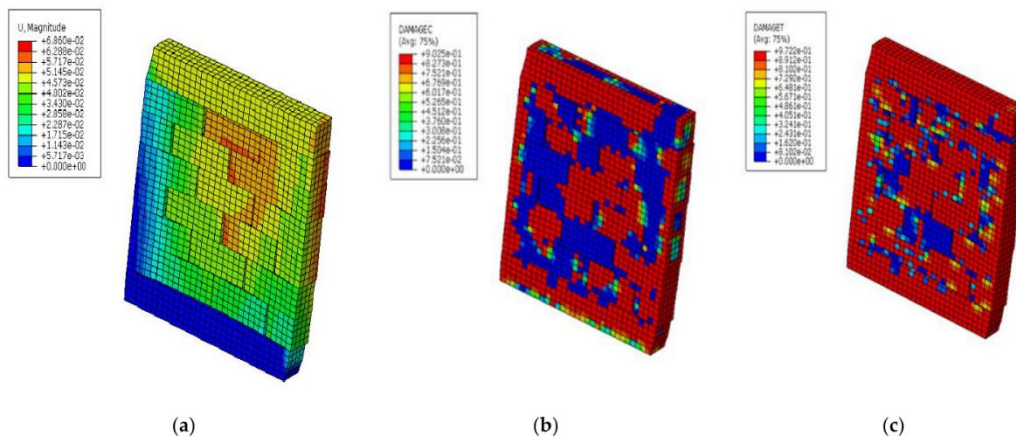 U, Magnitude
+6.860e-02
+6.288e-02
+5.717e-02
+5.145e-02
+4.573e-02
+4.002e-02
+3.430e-02
+2.858e-02
+2.287e-02
+1.715e-02
+1.143e-02
+5.717e-03
+0.000e+00
DAMAGEC
(Avg: 75%)
+9.025e-01
+8.273e-01
+7.521e-01
+6.769e-01
+6.017e-01
+5.265e-01
+4.512e-01
+3.760e-01
+3.008e-01
+2.256e-01
+1.504e-01
+7.521e-02
+0.000e+00
DAMAGET
(Avg: 75%)
+9.722e-01
+8.912e-01
+8.102e-01
+7.292e-01
+6.481e-01
+5.671e-01
+4.861e-01
+4.051e-01
+3.241e-01
+2.431e-01
+1.620e-01
+8.102e-02
+0.000e+00
(a)
(b)
(c)